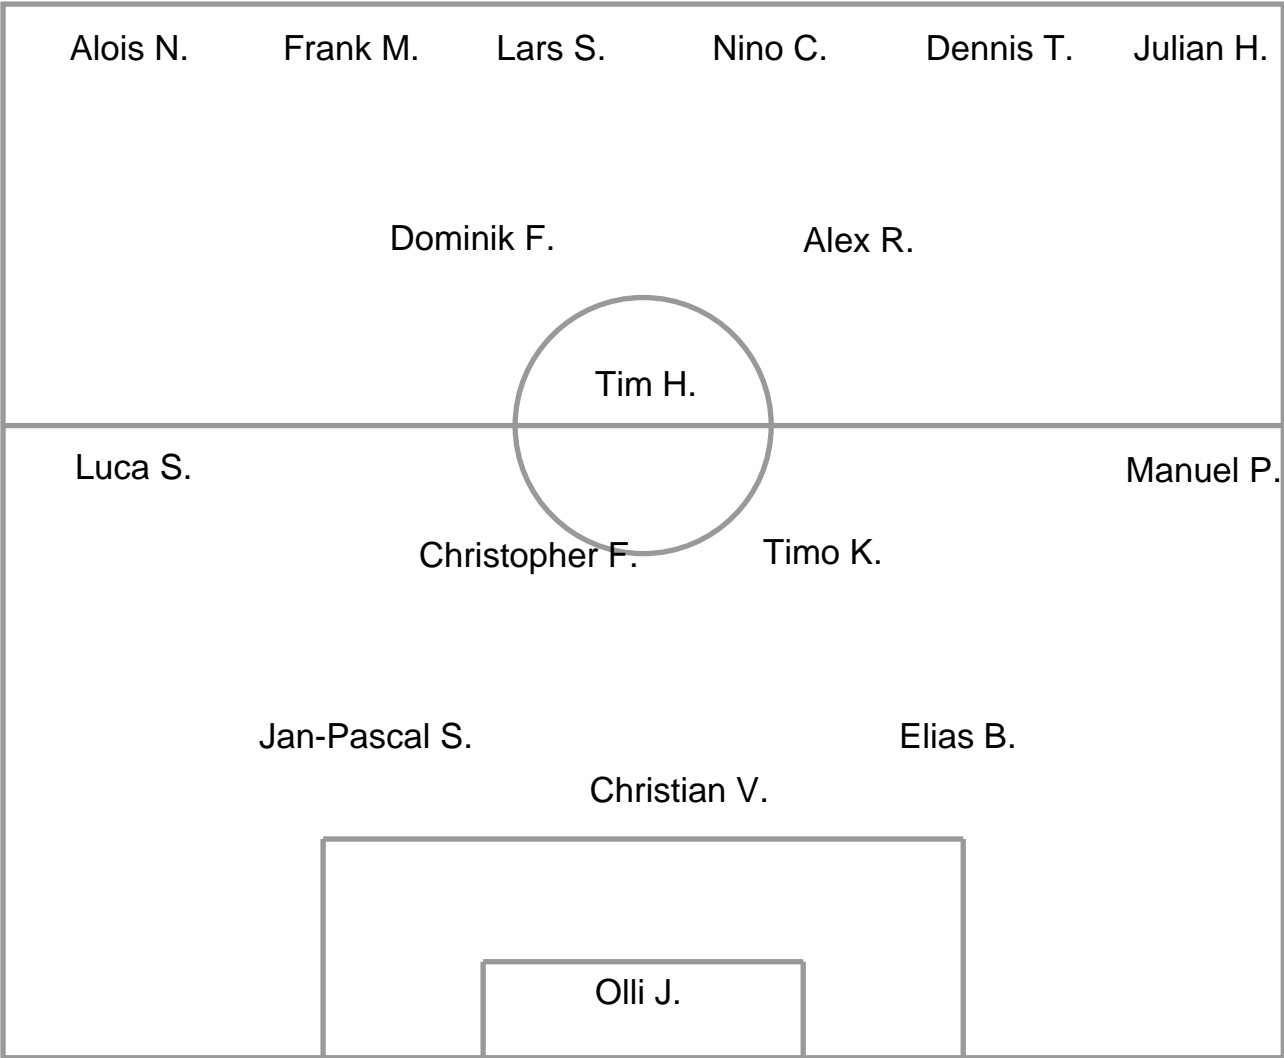 Alois N. Frank M. Lars S. Nino C. Dennis T. Julian H.
Dominik F. Alex R.
Tim H.
Luca S. Manuel P.
Christopher F. Timo K.
Jan-Pascal S. Elias B.
Christian V.
Olli J.